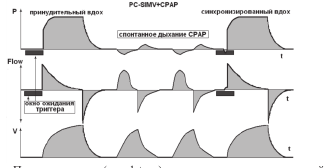 PC-SIMV+CPAP
P
принудительный вдох
синхронизированный вдох
спонтанное дыхание CPAP
t
Flow
окно ожидания
триггера
t
V
t